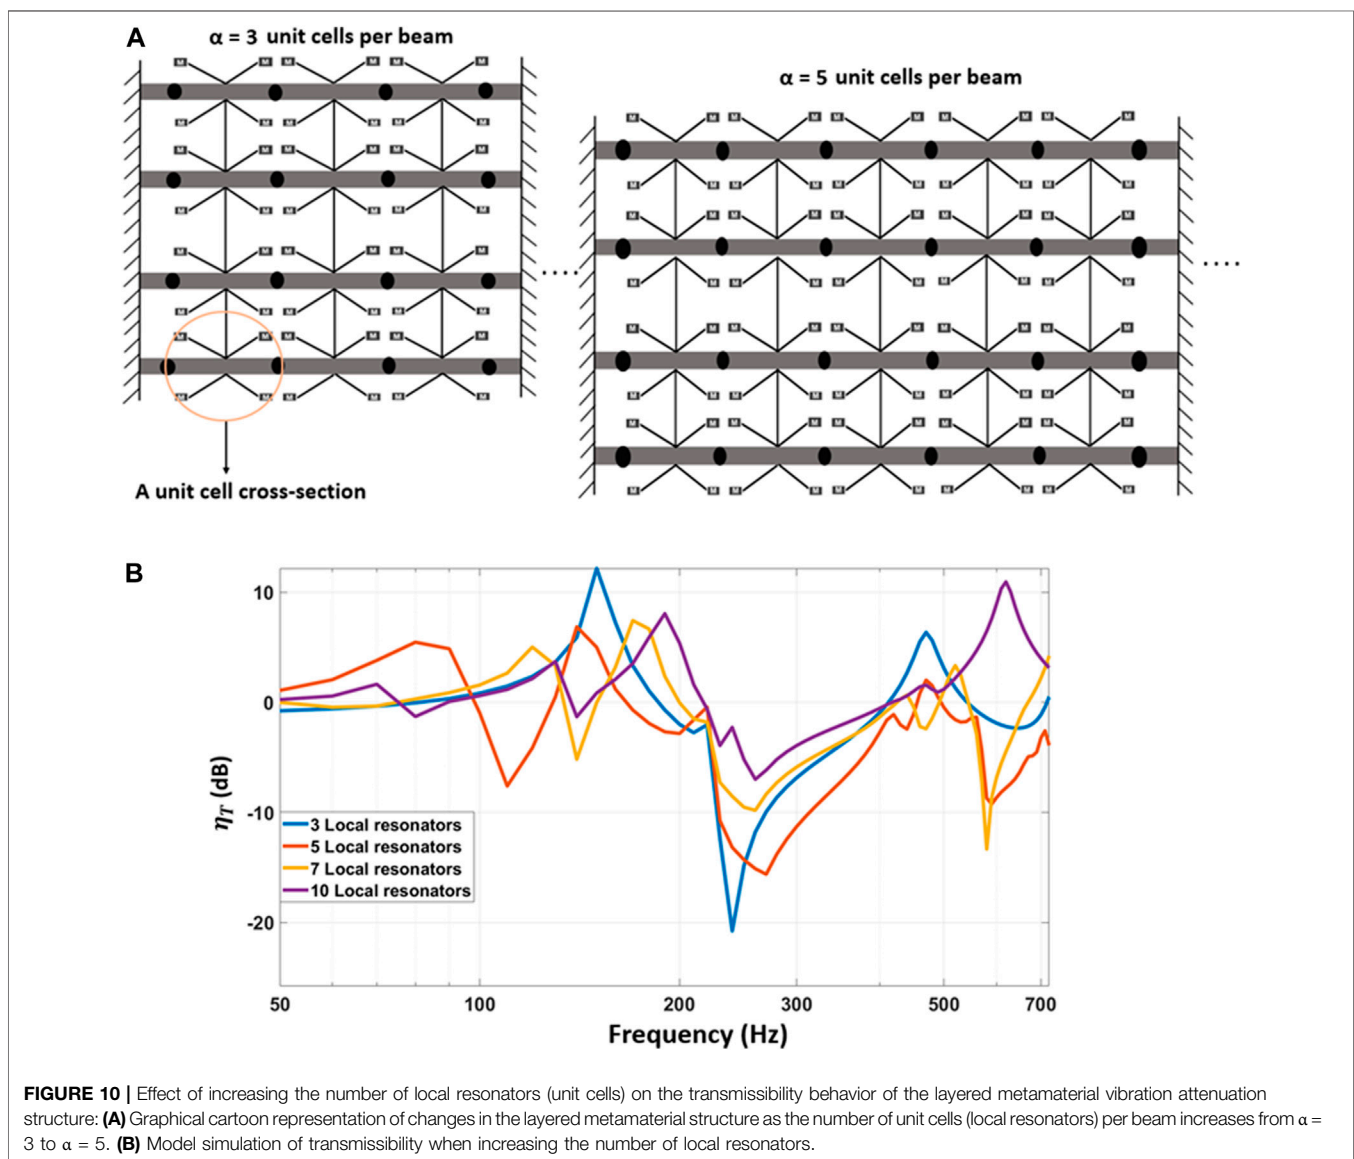 A
α = 3 unit cells per beam
α = 5 unit cells per beam
M M M M M M
M M M M M M
M M M M M M
M M M M M M
M M M M M M
M M M M M M
M M M M M M
M M M M M M
M M M M M M M M M M
M M M M M M M M M M
M M M M M M M M M M
M M M M M M M M M M
M M M M M M M M M M
M M M M M M M M M M
M M M M M M M M M M
M M M M M M M M M M
....
....
A unit cell cross-section
B
10
0
-10
-20
ηT (dB)
3 Local resonators
5 Local resonators
7 Local resonators
10 Local resonators
50 100 200 300 500 700
Frequency (Hz)
FIGURE 10 | Effect of increasing the number of local resonators (unit cells) on the transmissibility behavior of the layered metamaterial vibration attenuation
structure: (A) Graphical cartoon representation of changes in the layered metamaterial structure as the number of unit cells (local resonators) per beam increases from α =
3 to α = 5. (B) Model simulation of transmissibility when increasing the number of local resonators.